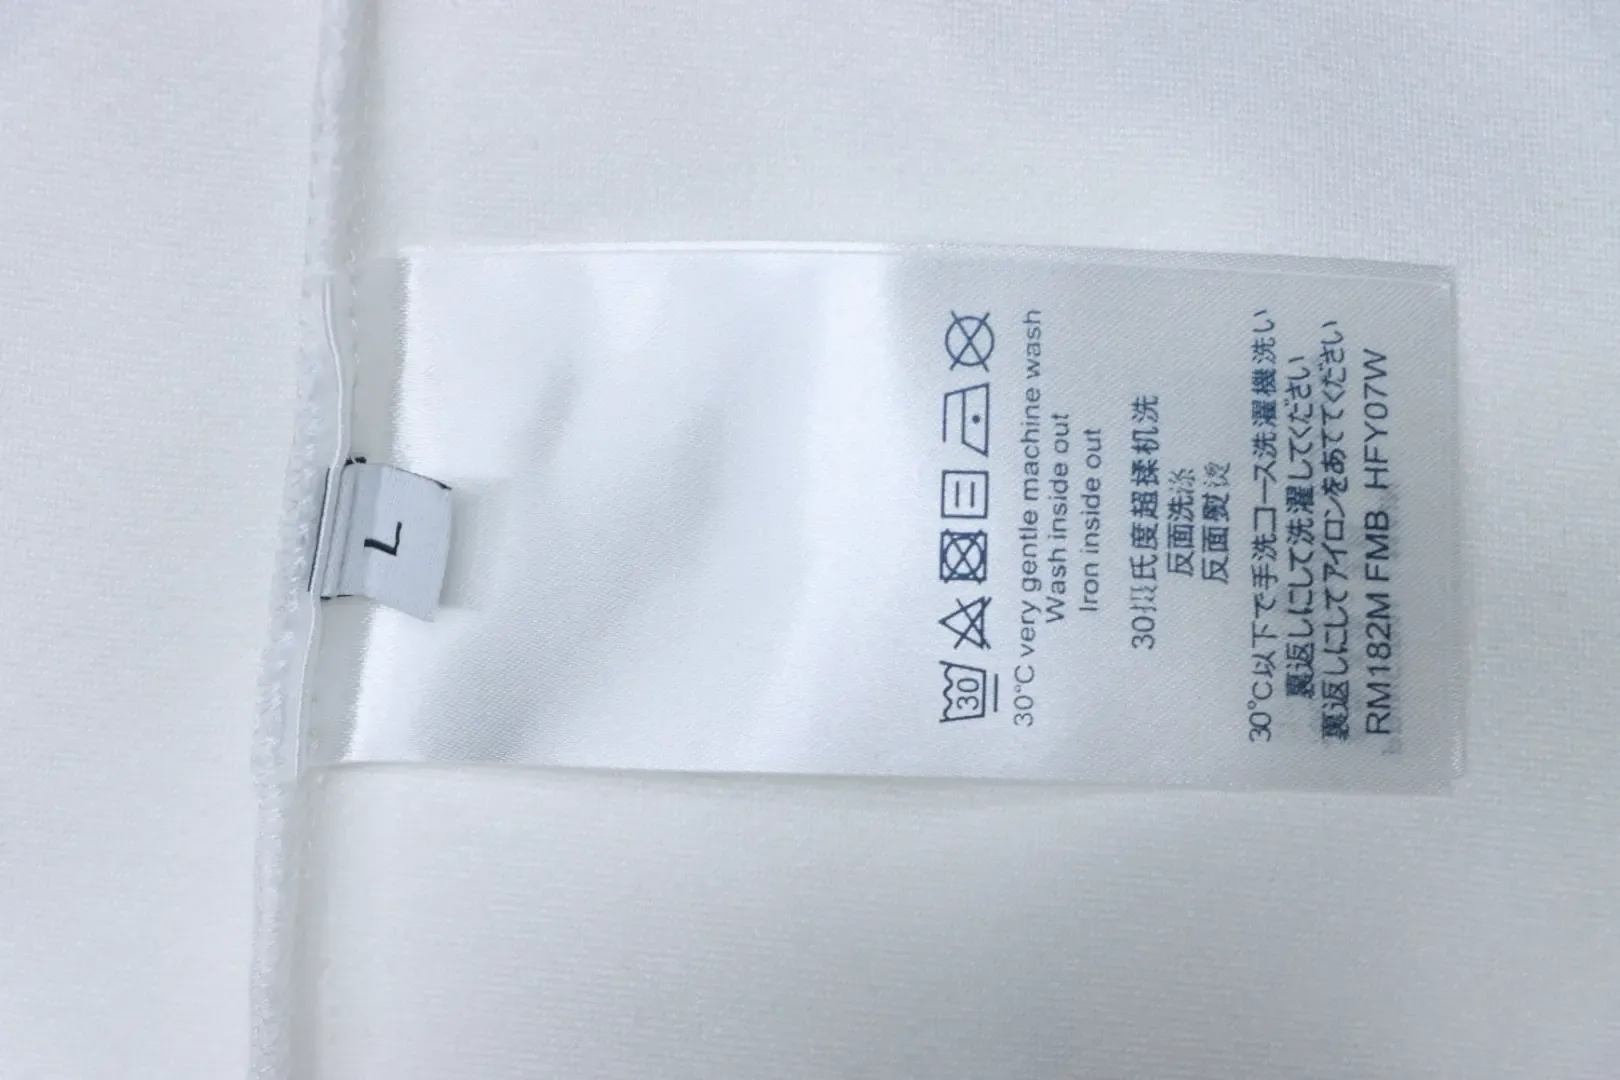 L
30
30°C very gentle machine wash
Wash inside out
Iron inside out
30摄氏度超揉机洗
反面洗涤
反面熨烫
30℃以下で手洗コース洗濯機洗い
裏返しにして洗濯してください
裏返しにしてアイロンをあててください
RM182M FMB HFY07W